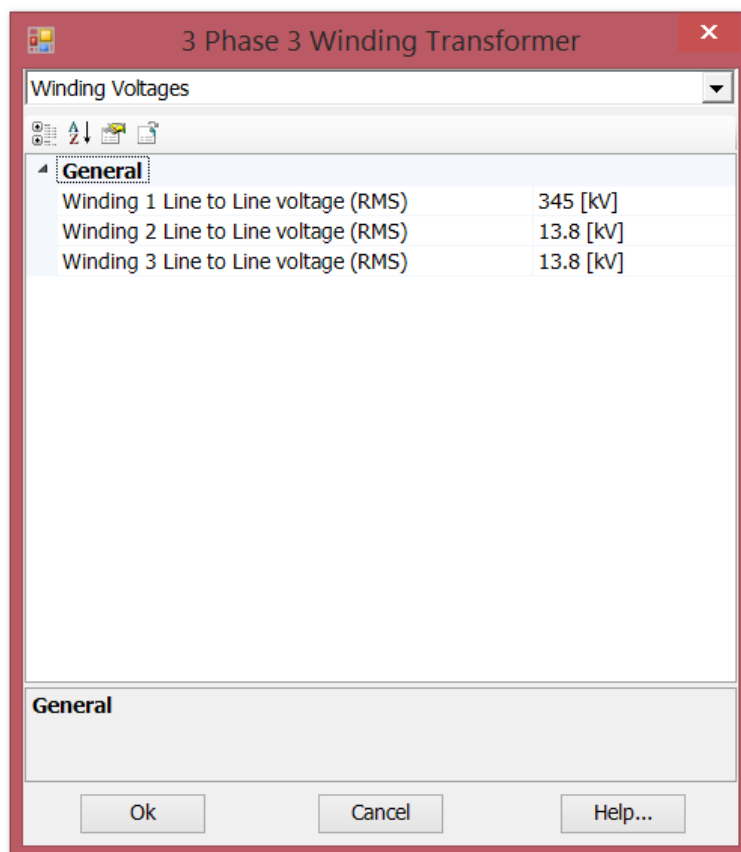 3 Phase 3 Winding Transformer
Winding Voltages
General
Winding 1 Line to Line voltage (RMS) 345 [kV]
Winding 2 Line to Line voltage (RMS) 13.8 [kV]
Winding 3 Line to Line voltage (RMS) 13.8 [kV]
General
Ok Cancel Help...